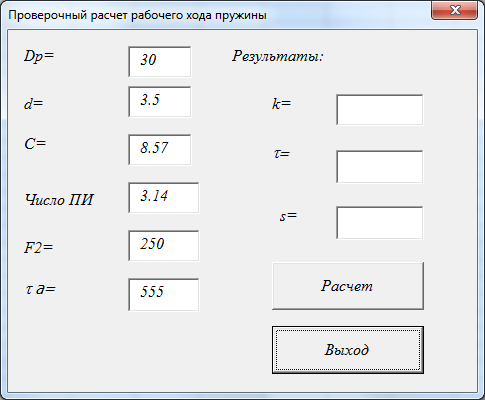 Проверочный расчет рабочего хода пружины
Dp= 30
d= 3.5
C= 8.57
Число ПИ 3.14
F2= 250
τ a= 555
Результаты:
k=
τ=
s=
Расчет
Выход